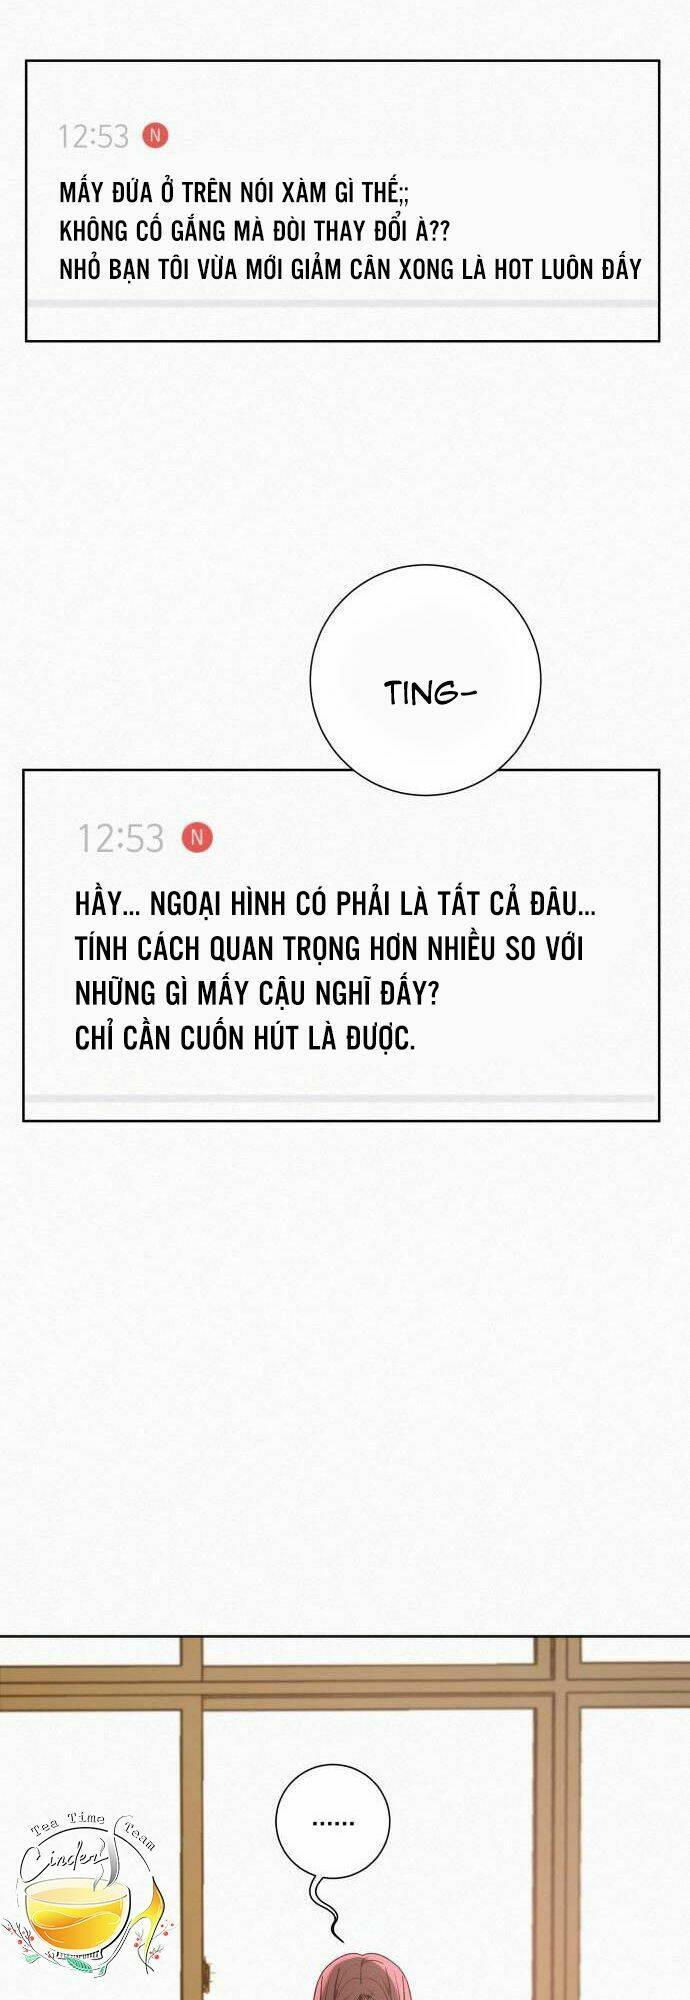 12:53 N
MẤY ĐỨA Ở TRÊN NÓI XÀM GÌ THẾ;;
KHÔNG CỐ GẮNG MÀ ĐÒI THAY ĐỔI À??
NHỎ BẠN TÔI VỪA MỚI GIẢM CÂN XONG LÀ HOT LUÔN ĐẤY
TING-
12:53 N
HẦY... NGOẠI HÌNH CÓ PHẢI LÀ TẤT CẢ ĐÂU...
TÍNH CÁCH QUAN TRỌNG HƠN NHIỀU SO VỚI
NHỮNG GÌ MẤY CẬU NGHĨ ĐẤY?
CHỈ CẦN CUỐN HÚT LÀ ĐƯỢC.
......
Tea Time Team
Cinder